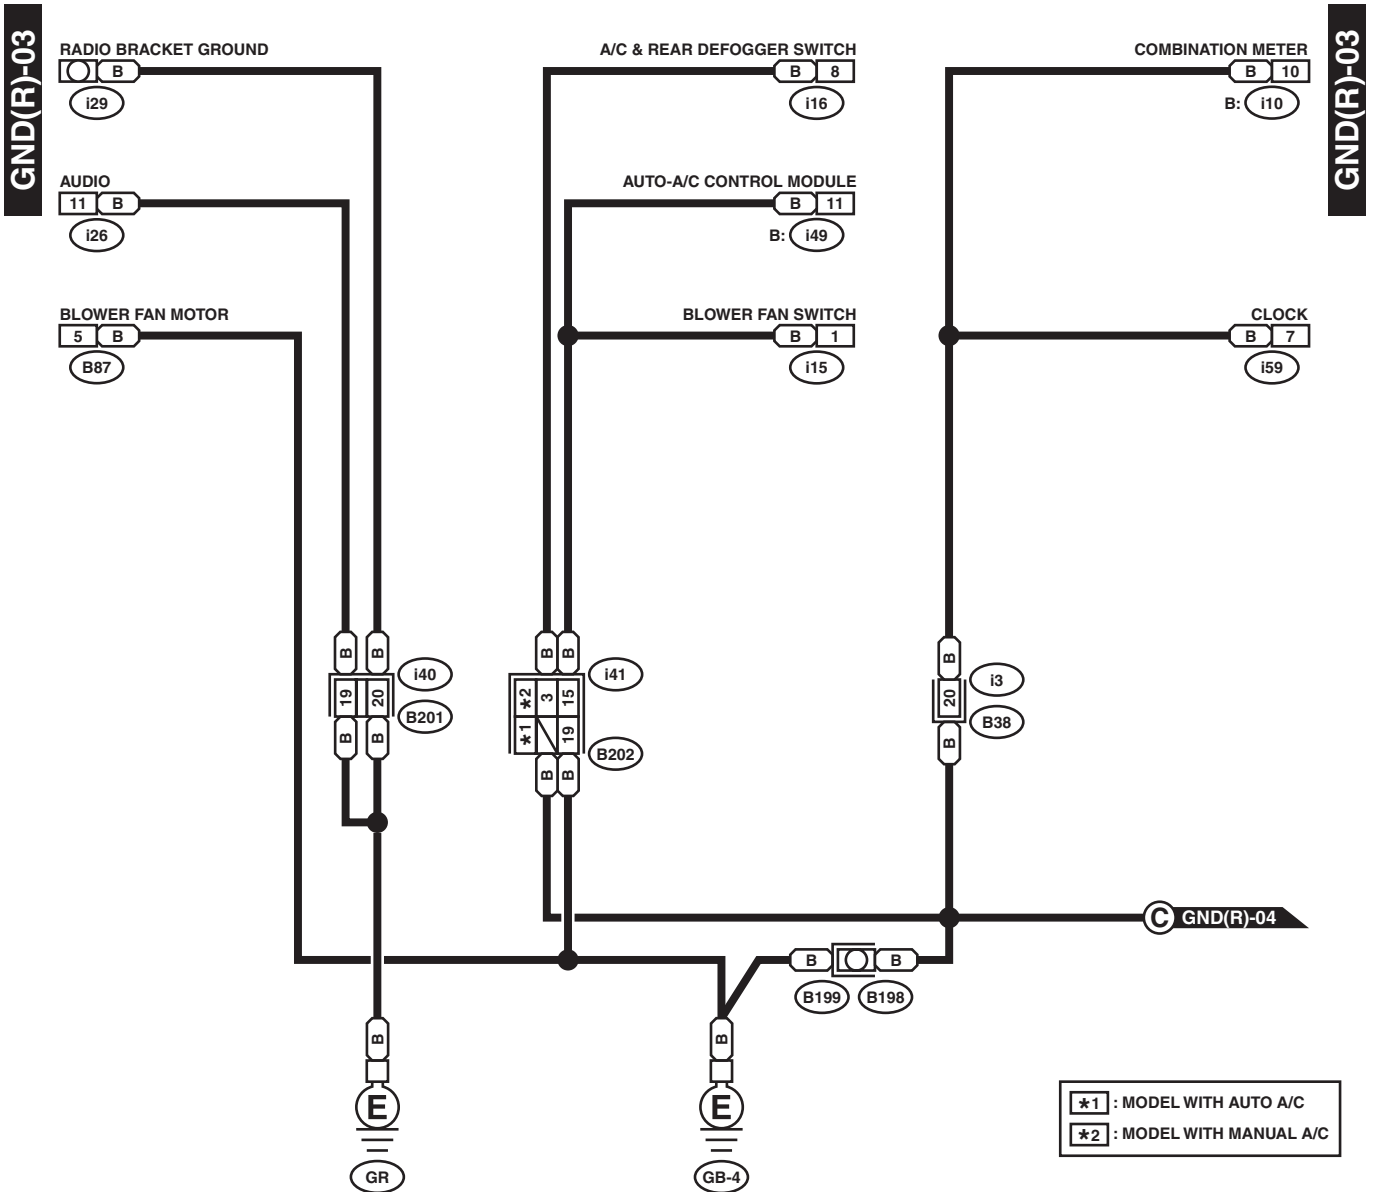 GND(R)-03
GND(R)-03
RADIO BRACKET GROUND
B
i29
A/C & REAR DEFOGGER SWITCH
B 8
i16
COMBINATION METER
B 10
B: i10
AUDIO
11 B
i26
AUTO-A/C CONTROL MODULE
B 11
B: i49
BLOWER FAN MOTOR
5 B
B87
BLOWER FAN SWITCH
B 1
i15
CLOCK
B 7
i59
B B
i40
19 20
B201
B B
B B
i41
*2 3 15
*1 19
B202
B B
B
i3
20
B38
B
C GND(R)-04
B B
B199 B198
B
E
GR
B
E
GB-4
*1 : MODEL WITH AUTO A/C
*2 : MODEL WITH MANUAL A/C